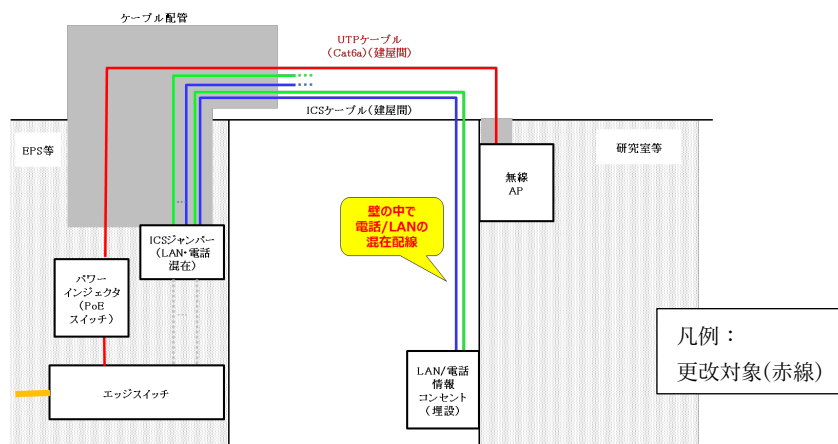 ケーブル配管
UTPケーブル
(Cat6a)(建屋間)
ICSケーブル(建屋間)
EPS等
研究室等
無線
AP
壁の中で
電話/LANの
混在配線
ICSジャンパー
(LAN・電話
混在)
パワー
インジェクタ
(PoE
スイッチ)
凡例：
更改対象(赤線)
LAN/電話
情報
コンセント
(埋設)
エッジスイッチ